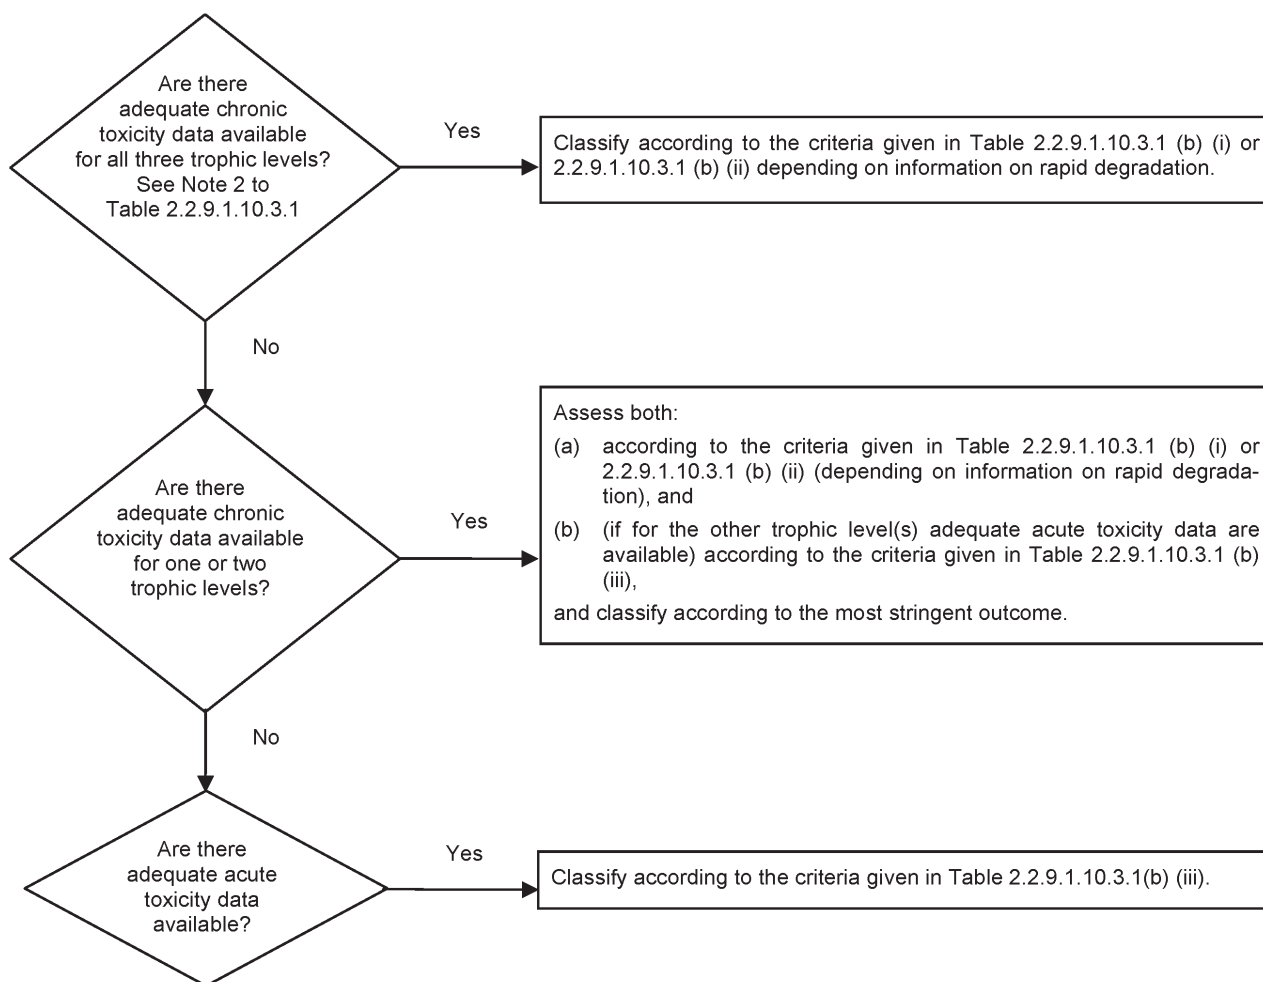 Are there
adequate chronic
toxicity data available
for all three trophic levels?
See Note 2 to
Table 2.2.9.1.10.3.1
Yes
Classify according to the criteria given in Table 2.2.9.1.10.3.1 (b) (i) or
2.2.9.1.10.3.1 (b) (ii) depending on information on rapid degradation.
No
Are there
adequate chronic
toxicity data available
for one or two
trophic levels?
Yes
Assess both:
(a) according to the criteria given in Table 2.2.9.1.10.3.1 (b) (i) or
2.2.9.1.10.3.1 (b) (ii) (depending on information on rapid degrada-
tion), and
(b) (if for the other trophic level(s) adequate acute toxicity data are
available) according to the criteria given in Table 2.2.9.1.10.3.1 (b)
(iii),
and classify according to the most stringent outcome.
No
Are there
adequate acute
toxicity data
available?
Yes
Classify according to the criteria given in Table 2.2.9.1.10.3.1(b) (iii).